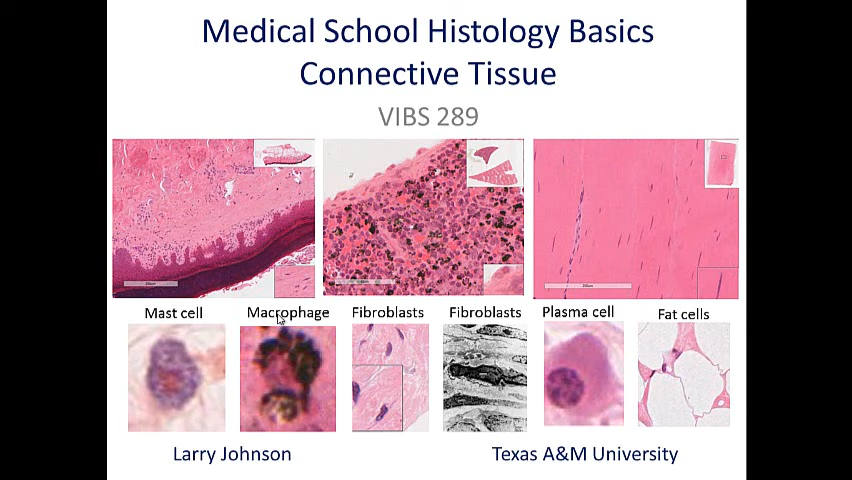 Medical School Histology Basics
Connective Tissue
VIBS 289
Mast cell Macrophage Fibroblasts Fibroblasts Plasma cell Fat cells
Larry Johnson Texas A&M University